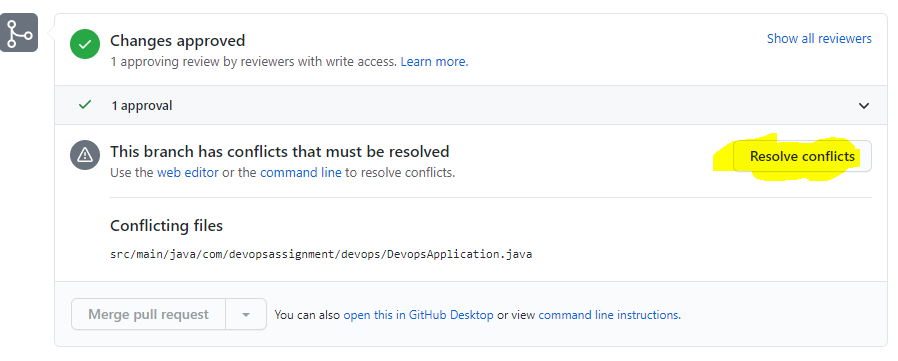 Changes approved
Show all reviewers
1 approving review by reviewers with write access. Learn more.
1 approval
This branch has conflicts that must be resolved
Resolve conflicts
Use the web editor or the command line to resolve conflicts.
Conflicting files
src/main/java/com/devopsassignment/devops/DevopsApplication.java
Merge pull request
You can also open this in GitHub Desktop or view command line instructions.